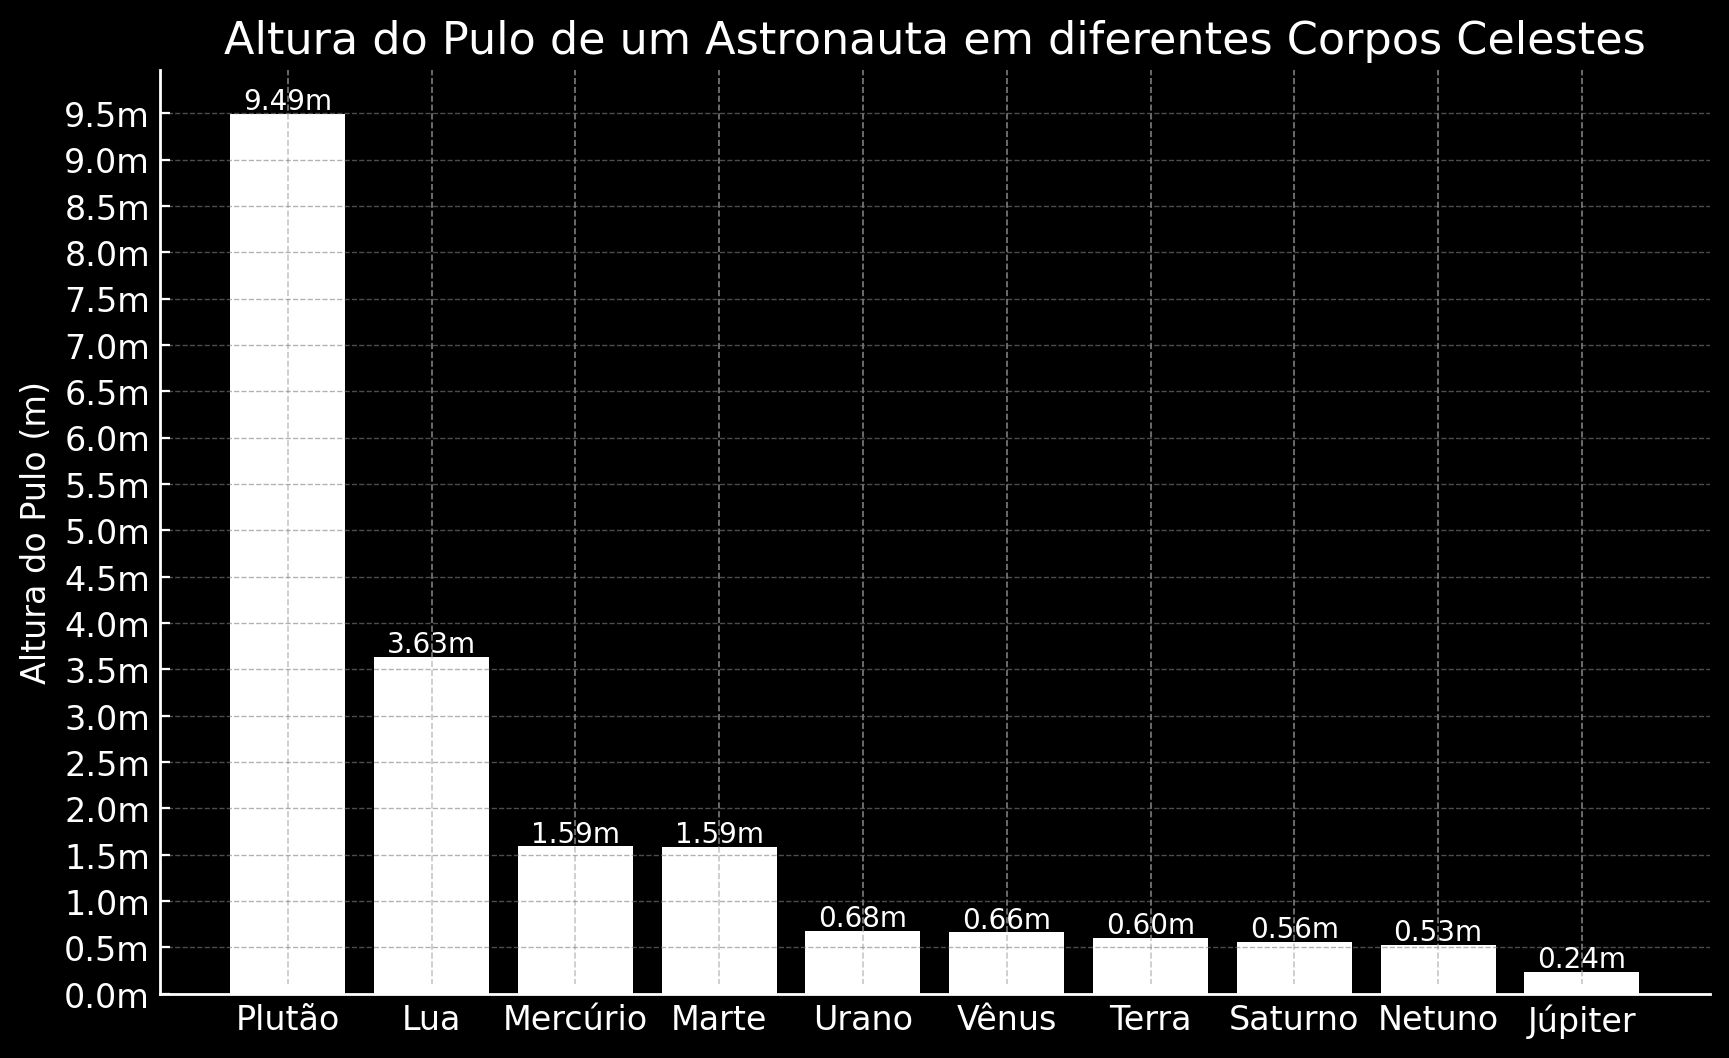 Altura do Pulo de um Astronauta em diferentes Corpos Celestes
Altura do Pulo (m)
9.5m
9.0m
8.5m
8.0m
7.5m
7.0m
6.5m
6.0m
5.5m
5.0m
4.5m
4.0m
3.5m
3.0m
2.5m
2.0m
1.5m
1.0m
0.5m
0.0m
9.49m
3.63m
1.59m
1.59m
0.68m
0.66m
0.60m
0.56m
0.53m
0.24m
Plutão
Lua
Mercúrio
Marte
Urano
Vênus
Terra
Saturno
Netuno
Júpiter